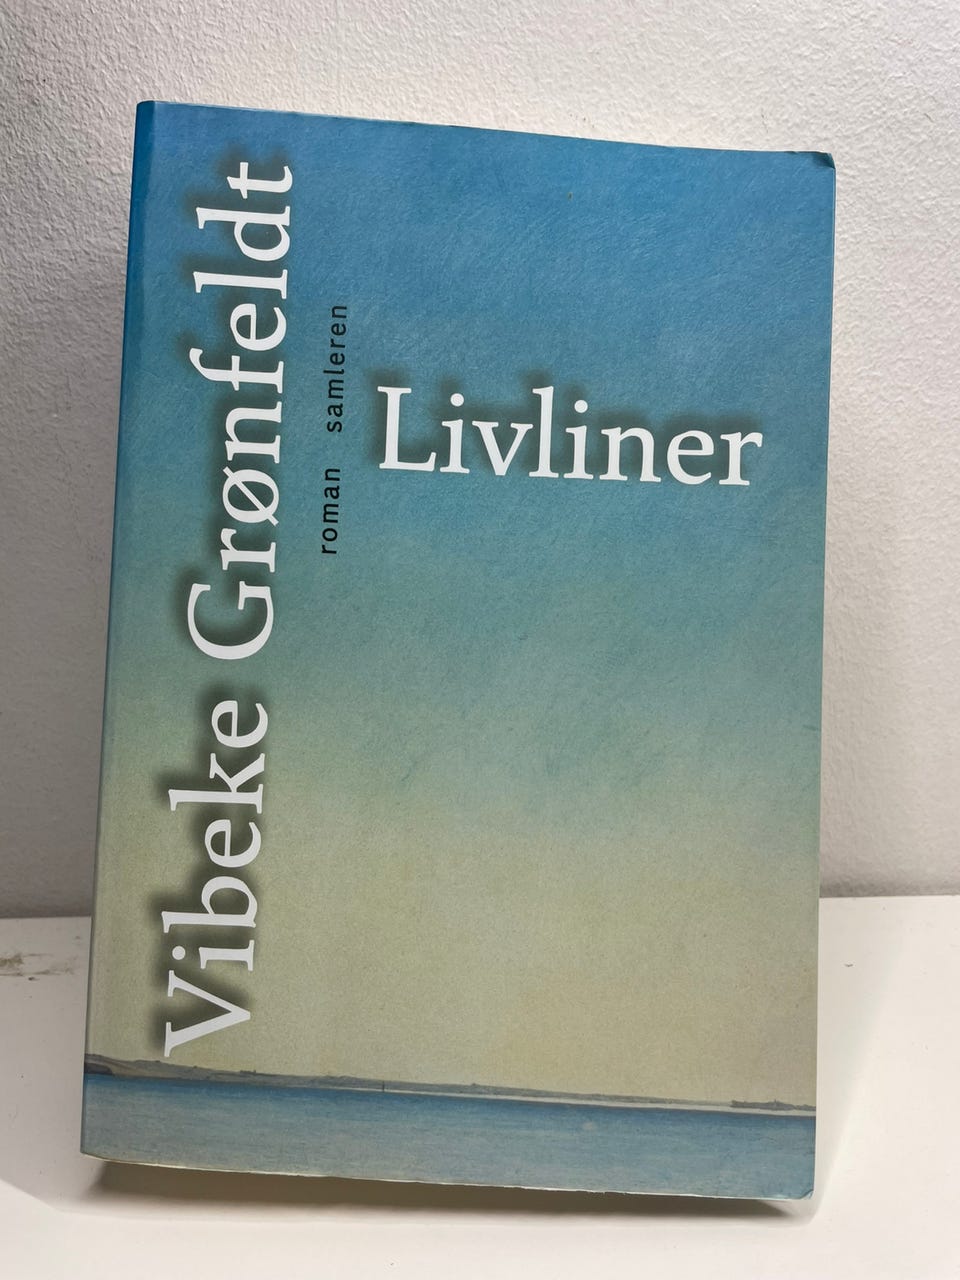 Vibeke Grønfeldt
roman samleren
Livliner